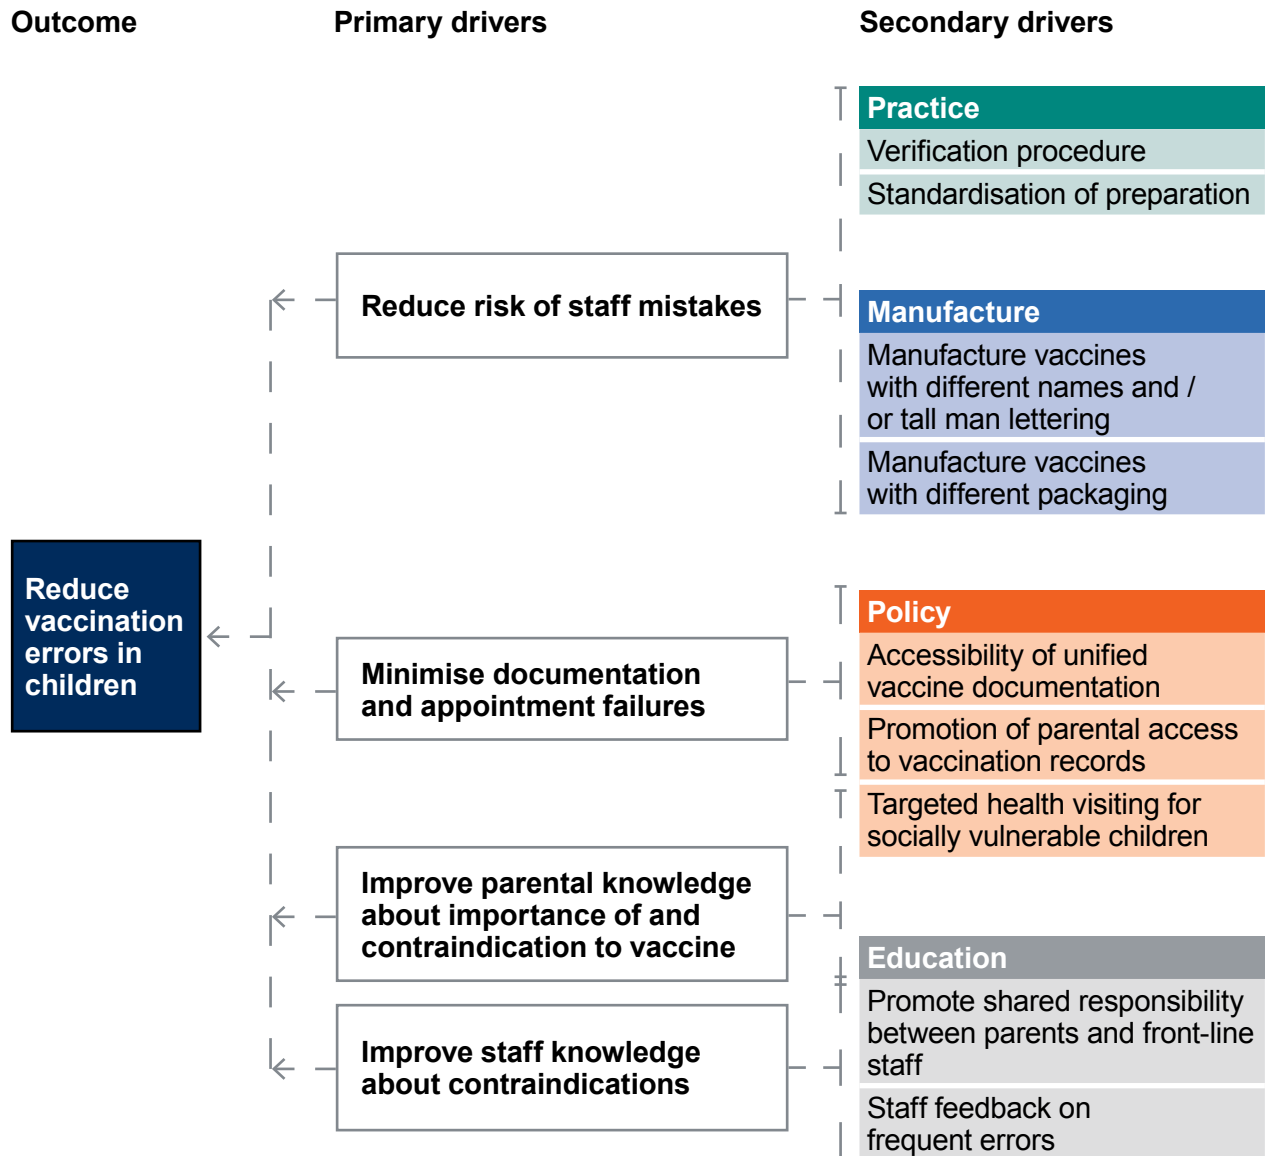 Outcome
Primary drivers
Secondary drivers
Practice
Verification procedure
Standardisation of preparation
Reduce risk of staff mistakes
Manufacture
Manufacture vaccines
with different names and /
or tall man lettering
Manufacture vaccines
with different packaging
Reduce
vaccination
errors in
children
Minimise documentation
and appointment failures
Policy
Accessibility of unified
vaccine documentation
Promotion of parental access
to vaccination records
Targeted health visiting for
socially vulnerable children
Improve parental knowledge
about importance of and
contraindication to vaccine
Education
Promote shared responsibility
between parents and front-line
staff
Improve staff knowledge
about contraindications
Staff feedback on
frequent errors